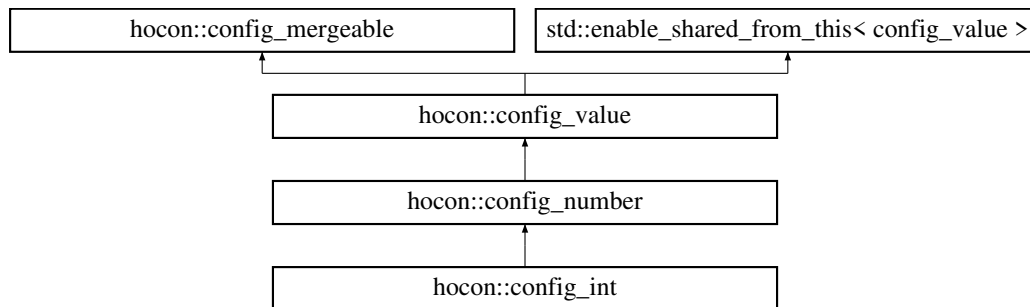 hocon::config_mergeable
std::enable_shared_from_this< config_value >
hocon::config_value
hocon::config_number
hocon::config_int